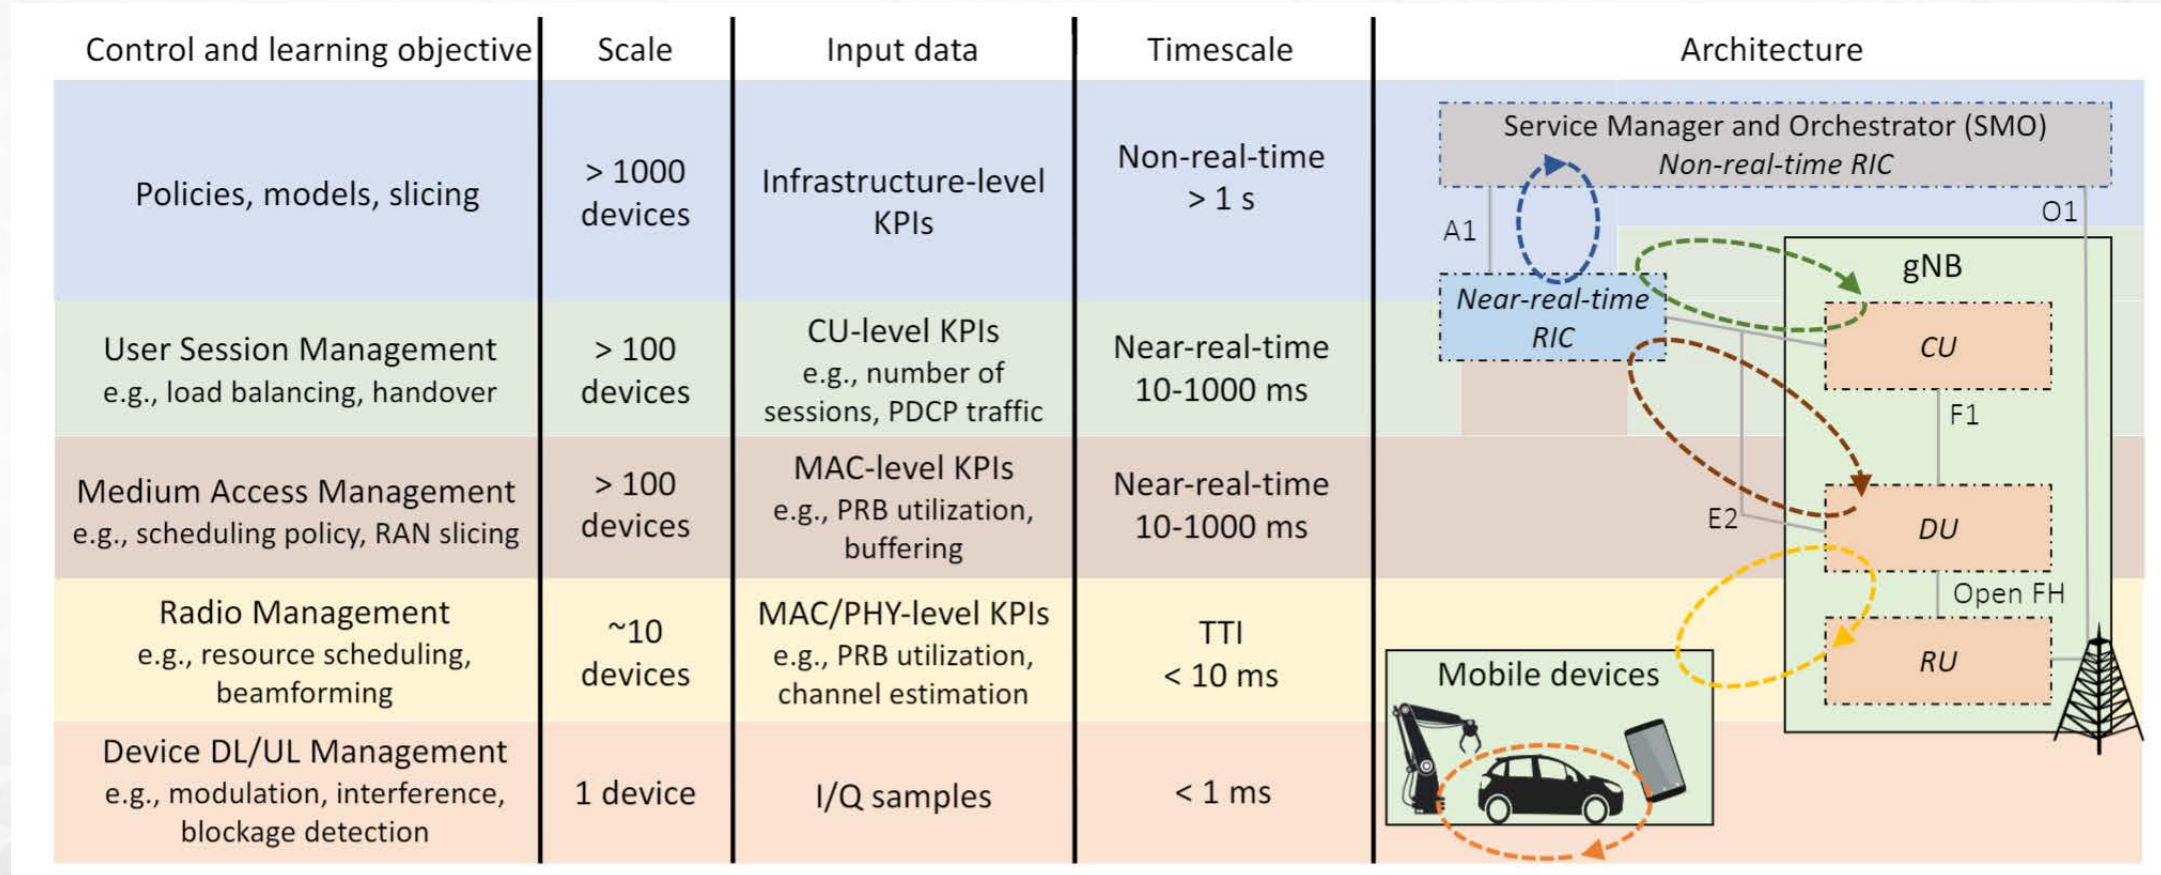 Control and learning objective
Scale
Input data
Timescale
Architecture
Policies, models, slicing
> 1000
devices
Infrastructure-level
KPIs
Non-real-time
> 1 s
User Session Management
e.g., load balancing, handover
> 100
devices
CU-level KPIs
e.g., number of
sessions, PDCP traffic
Near-real-time
10-1000 ms
Medium Access Management
e.g., scheduling policy, RAN slicing
> 100
devices
MAC-level KPIs
e.g., PRB utilization,
buffering
Near-real-time
10-1000 ms
Radio Management
e.g., resource scheduling,
beamforming
~10
devices
MAC/PHY-level KPIs
e.g., PRB utilization,
channel estimation
TTI
< 10 ms
Device DL/UL Management
e.g., modulation, interference,
blockage detection
1 device
I/Q samples
< 1 ms
Service Manager and Orchestrator (SMO)
Non-real-time RIC
A1
O1
gNB
Near-real-time
RIC
CU
F1
E2
DU
Open FH
RU
Mobile devices